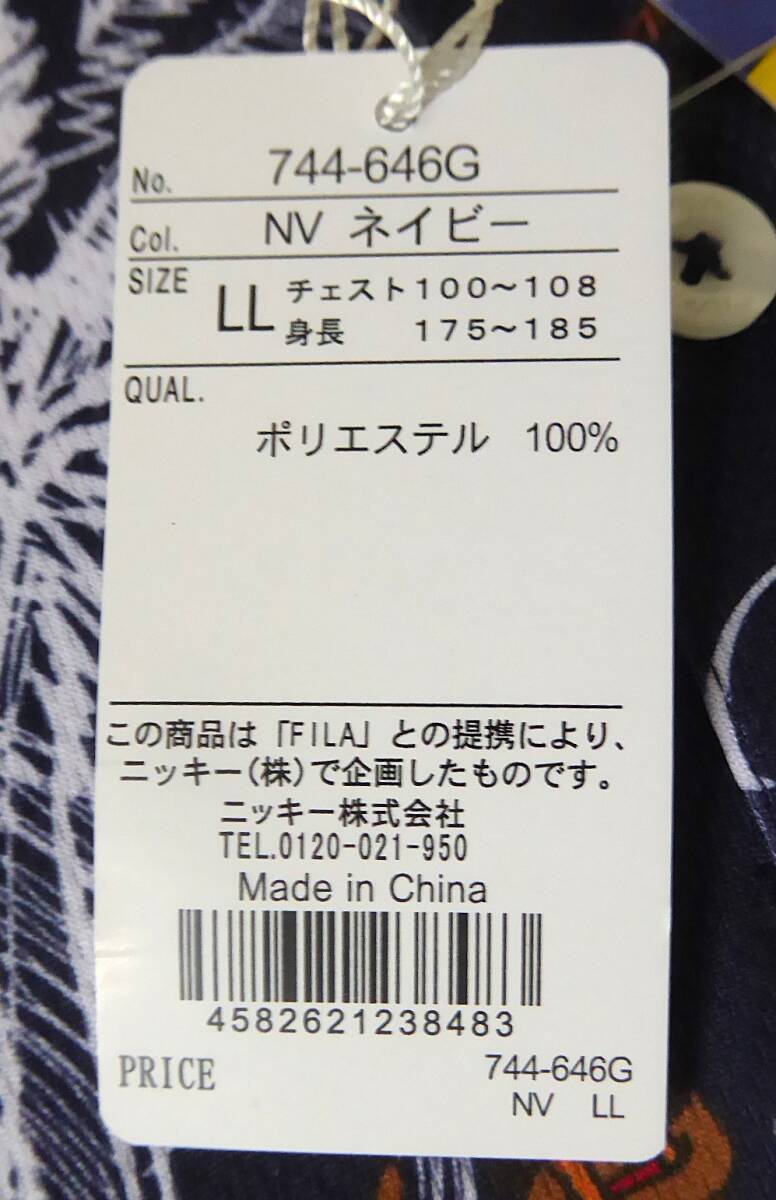 No. 744-646G
Col. NV ネイビー
SIZE LL チェスト100～108
身長 175～185
QUAL.
ポリエステル 100%
この商品は「FILA」との提携により、
ニッキー(株)で企画したものです。
ニッキー株式会社
TEL.0120-021-950
Made in China
4582621238483
PRICE 744-646G
NV LL